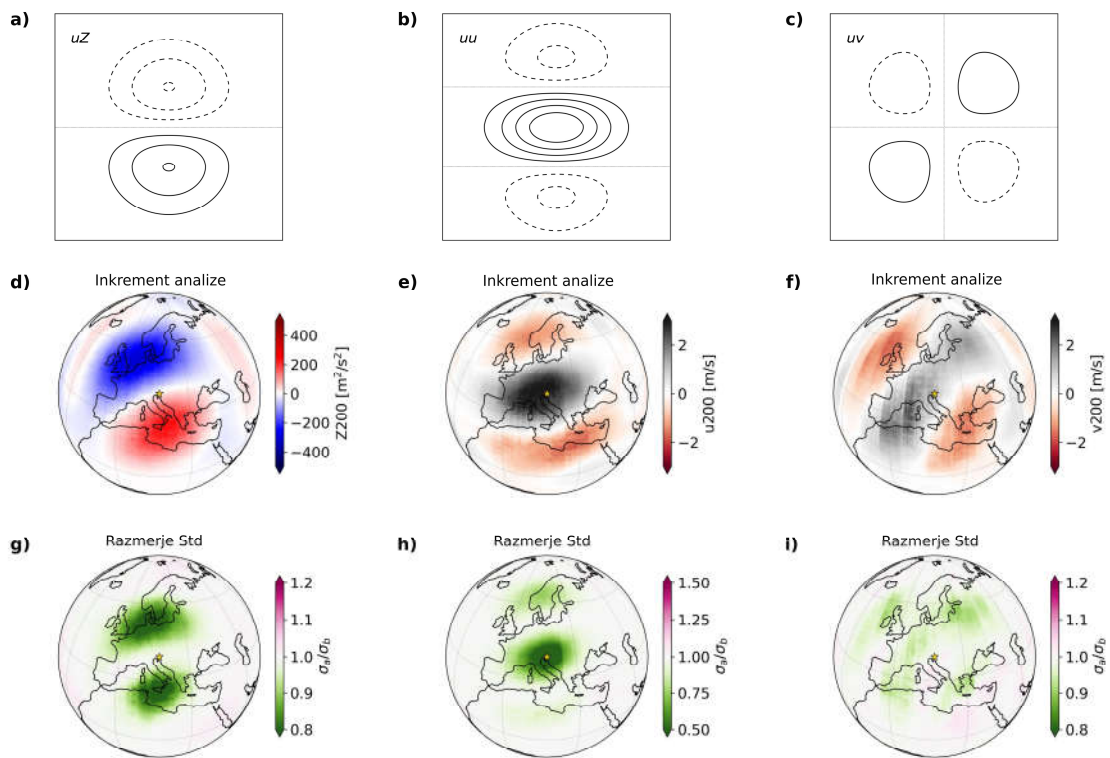 a)
uZ
b)
uu
c)
uv
d)
Inkrement analize
400
200
0
−200
−400
Z200 [m²/s²]
e)
Inkrement analize
2
0
−2
u200 [m/s]
f)
Inkrement analize
2
0
−2
v200 [m/s]
g)
Razmerje Std
1.2
1.1
1.0
0.9
0.8
σa/σb
h)
Razmerje Std
1.50
1.25
1.00
0.75
0.50
σa/σb
i)
Razmerje Std
1.2
1.1
1.0
0.9
0.8
σa/σb